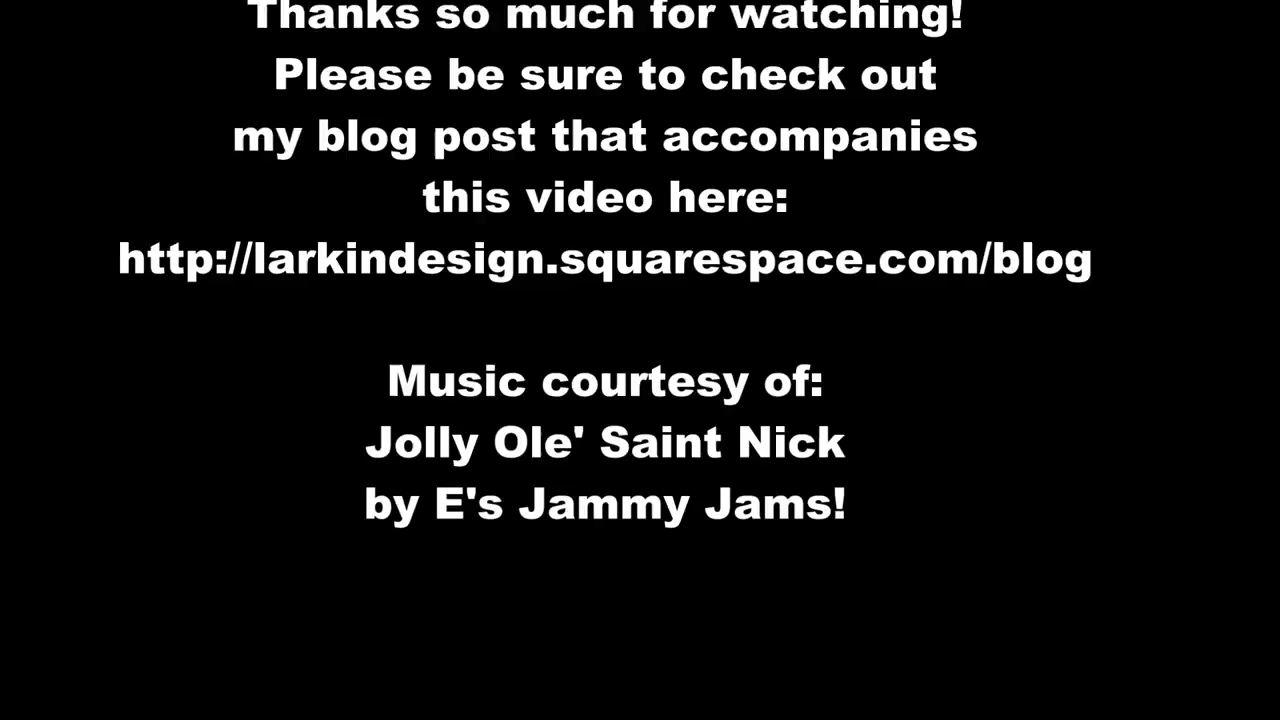 Thanks so much for watching!
Please be sure to check out
my blog post that accompanies
this video here:
http://larkindesign.squarespace.com/blog
Music courtesy of:
Jolly Ole' Saint Nick
by E's Jammy Jams!